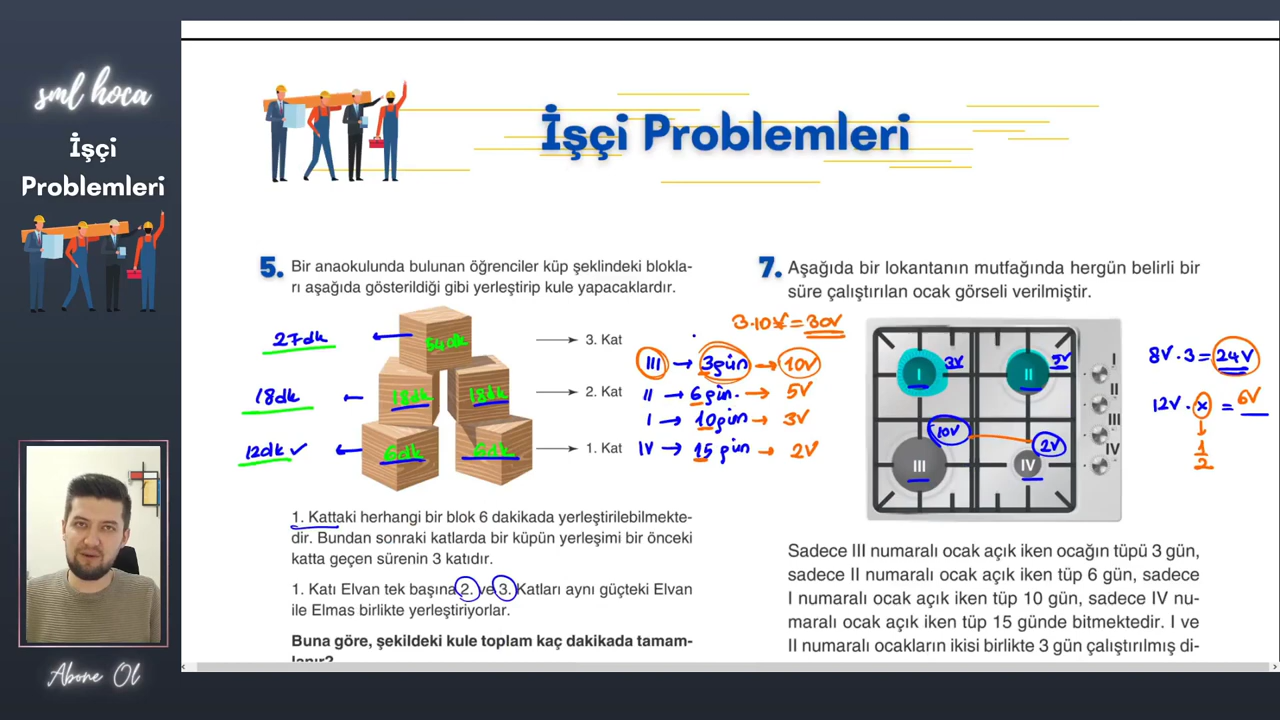 sml hoca
İşçi
Problemleri
Abone Ol
İşçi Problemleri
5. Bir anaokulunda bulunan öğrenciler küp şeklindeki blokla-
rı aşağıda gösterildiği gibi yerleştirip kule yapacaklardır.
27dk
54dk
3. Kat
18dk
18dk
18dk
2. Kat
12dk
6dk
6dk
1. Kat
1. Kattaki herhangi bir blok 6 dakikada yerleştirilebilmekte-
dir. Bundan sonraki katlarda bir küpün yerleşimi bir önceki
katta geçen sürenin 3 katıdır.
1. Katı Elvan tek başına 2. ve 3. Katları aynı güçteki Elvan
ile Elmas birlikte yerleştiriyorlar.
Buna göre, şekildeki kule toplam kaç dakikada tamam-
lanır?
3.10V=30V
III → 3gün → 10V
II → 6gün. → 5V
I → 10gün → 3V
IV → 15gün → 2V
7. Aşağıda bir lokantanın mutfağında hergün belirli bir
süre çalıştırılan ocak görseli verilmiştir.
I 3V
II 5V
III 10V
IV 2V
I
II
III
IV
8V.3=24V
12V.x=6V
↓
1
2
Sadece III numaralı ocak açık iken ocağın tüpü 3 gün,
sadece II numaralı ocak açık iken tüp 6 gün, sadece
I numaralı ocak açık iken tüp 10 gün, sadece IV nu-
maralı ocak açık iken tüp 15 günde bitmektedir. I ve
II numaralı ocakların ikisi birlikte 3 gün çalıştırılmış di-